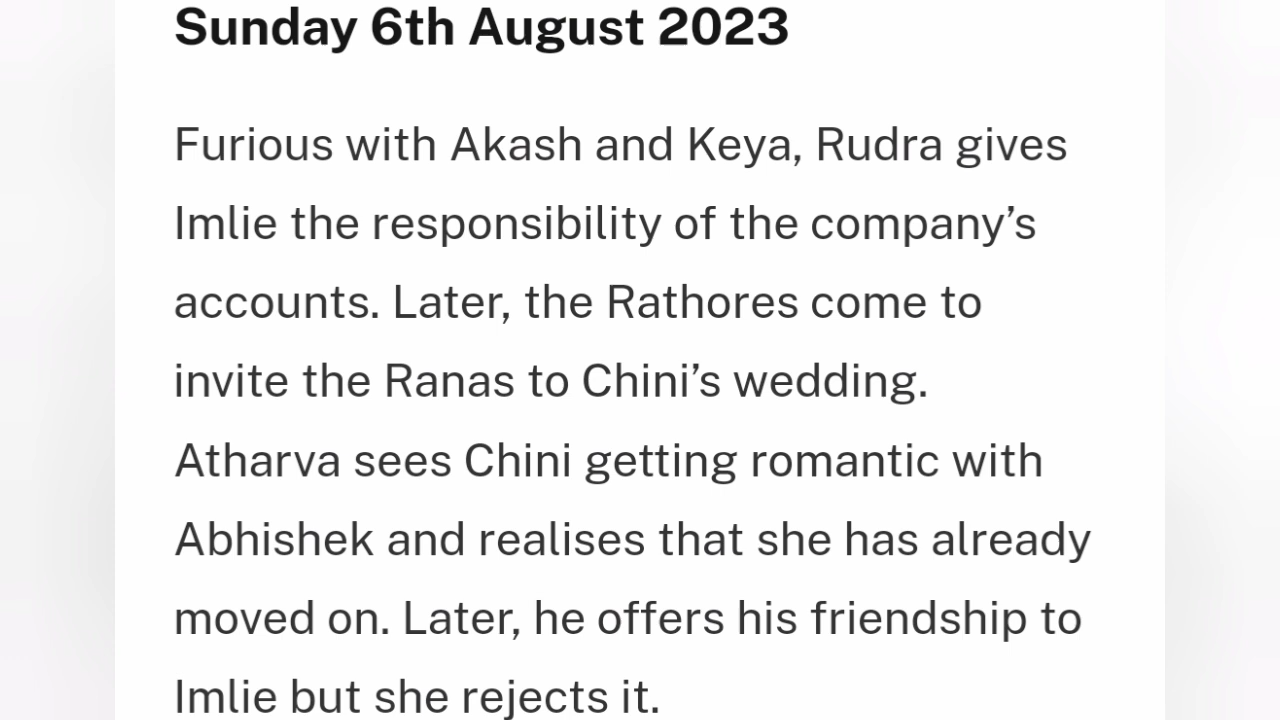 Sunday 6th August 2023
Furious with Akash and Keya, Rudra gives
Imlie the responsibility of the company’s
accounts. Later, the Rathores come to
invite the Ranas to Chini’s wedding.
Atharva sees Chini getting romantic with
Abhishek and realises that she has already
moved on. Later, he offers his friendship to
Imlie but she rejects it.